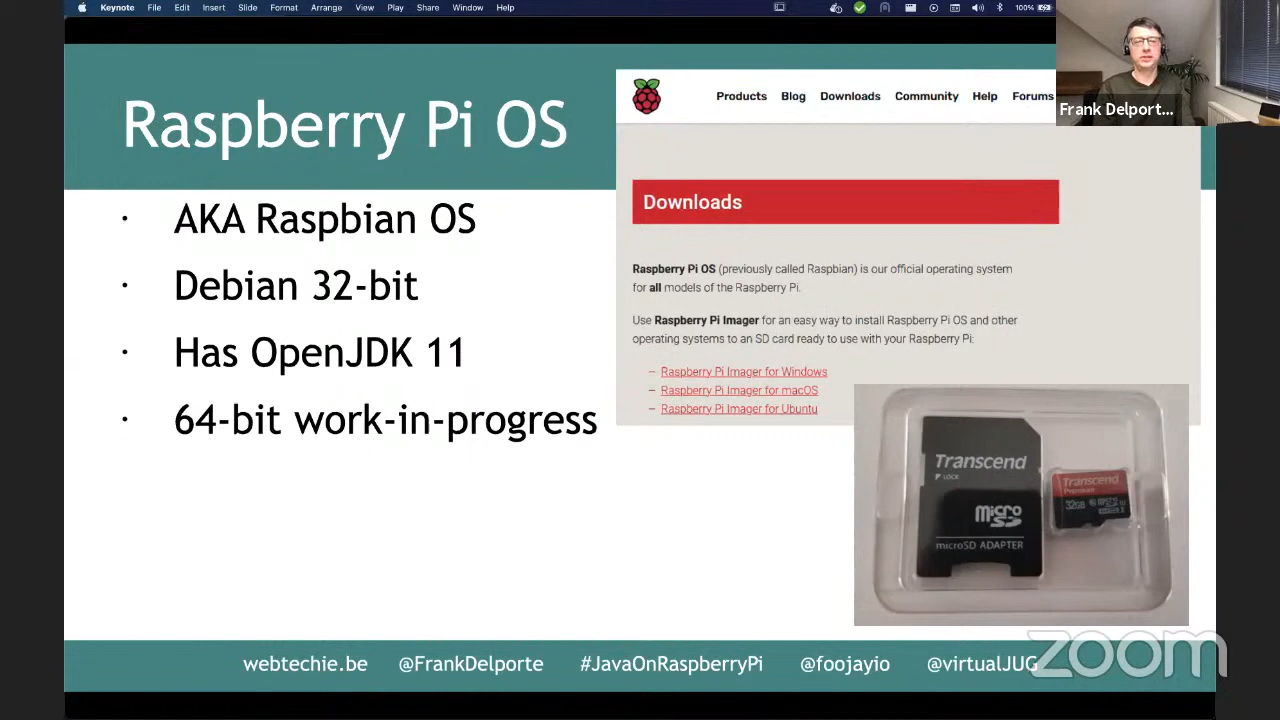 Keynote File Edit Insert Slide Format Arrange View Play Share Window Help 100%
Raspberry Pi OS
· AKA Raspbian OS
· Debian 32-bit
· Has OpenJDK 11
· 64-bit work-in-progress
Products Blog Downloads Community Help Forums
Downloads
Raspberry Pi OS (previously called Raspbian) is our official operating system
for all models of the Raspberry Pi.
Use Raspberry Pi Imager for an easy way to install Raspberry Pi OS and other
operating systems to an SD card ready to use with your Raspberry Pi:
– Raspberry Pi Imager for Windows
– Raspberry Pi Imager for macOS
– Raspberry Pi Imager for Ubuntu
Frank Delport...
Transcend
LOCK
micro SD
microSD ADAPTER
Transcend
Premium
32GB
webtechie.be @FrankDelporte #JavaOnRaspberryPi @foojayio @virtualJUG
zoom